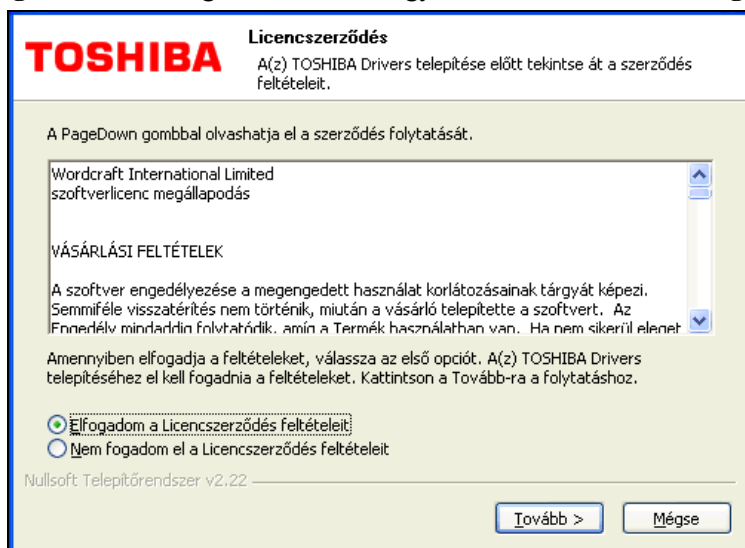 TOSHIBA
Licencszerződés
A(z) TOSHIBA Drivers telepítése előtt tekintse át a szerződés
feltételeit.
A PageDown gombbal olvashatja el a szerződés folytatását.
Wordcraft International Limited
szoftverlicenc megállapodás
VÁSÁRLÁSI FELTÉTELEK
A szoftver engedélyezése a megengedett használat korlátozásainak tárgyát képezi.
Semmiféle visszatérítés nem történik, miután a vásárló telepítette a szoftvert. Az
Engedély mindaddig folytatódik, amíg a Termék használatban van. Ha nem sikerül eleget
Amennyiben elfogadja a feltételeket, válassza az első opciót. A(z) TOSHIBA Drivers
telepítéséhez el kell fogadnia a feltételeket. Kattintson a Tovább-ra a folytatáshoz.
Elfogadom a Licencszerződés feltételeit
Nem fogadom el a Licencszerződés feltételeit
Nullsoft Telepítőrendszer v2.22
Tovább >
Mégse